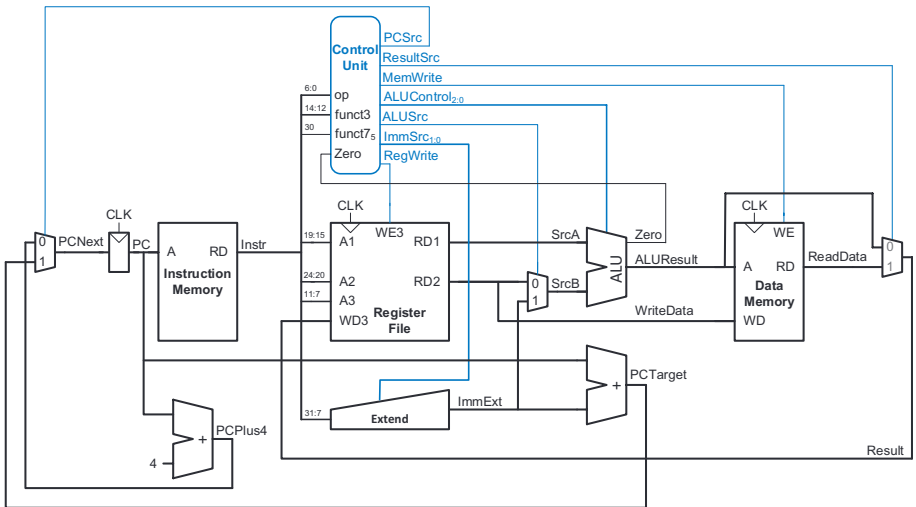 PCSrc
Control
Unit
ResultSrc
MemWrite
6:0
op
ALUControl2:0
14:12
funct3
ALUSrc
30
funct75
ImmSrc1:0
Zero
RegWrite
CLK
CLK
CLK
0
1
PCNext
PC
A
RD
Instr
Instruction
Memory
19:15
A1
WE3
RD1
SrcA
Zero
WE
24:20
A2
RD2
0
1
SrcB
ALU
ALUResult
A
RD
ReadData
0
1
11:7
A3
Register
File
Data
Memory
WD3
WriteData
WD
+
PCTarget
31:7
Extend
ImmExt
PCPlus4
+
4
Result